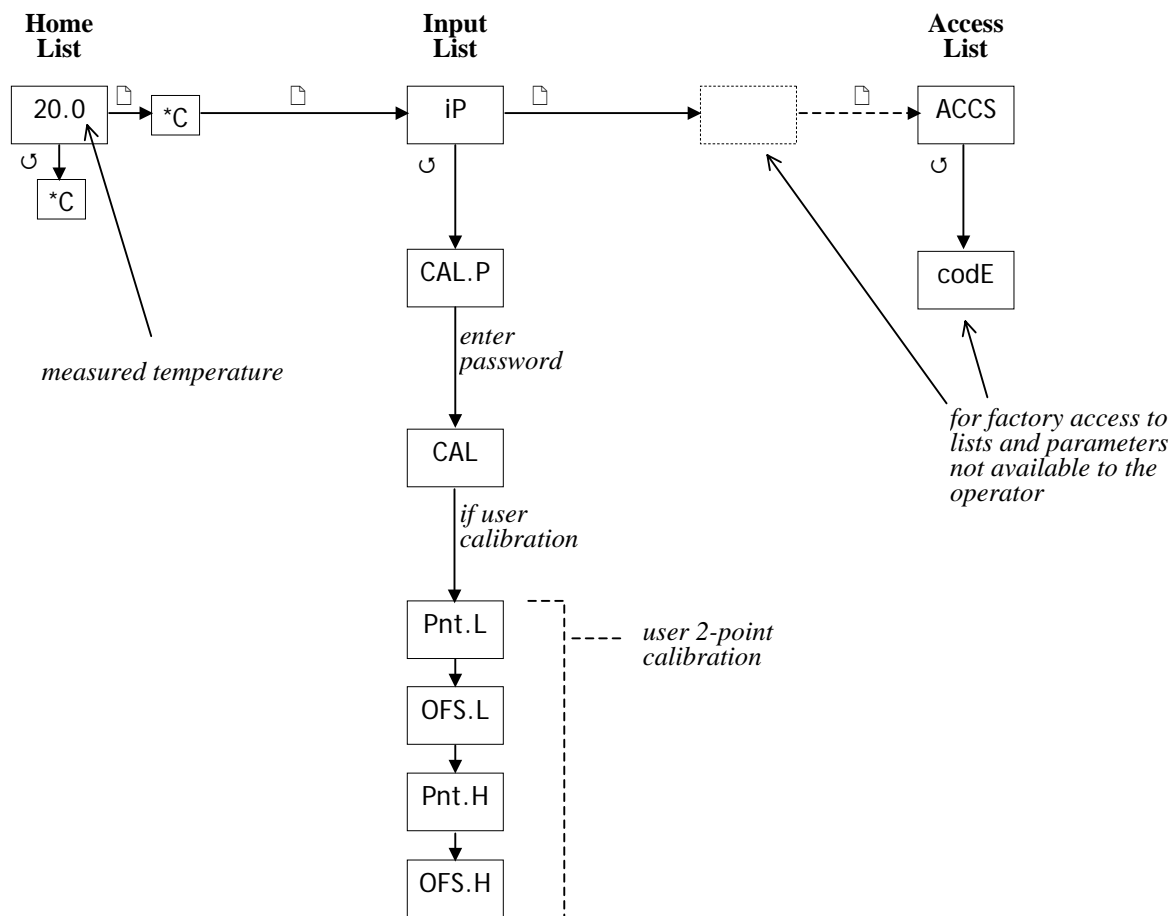 Home
List
Input
List
Access
List
20.0
*C
iP
ACCS
*C
CAL.P
codE
enter
password
measured temperature
CAL
for factory access to
lists and parameters
not available to the
operator
if user
calibration
Pnt.L
user 2-point
calibration
OFS.L
Pnt.H
OFS.H